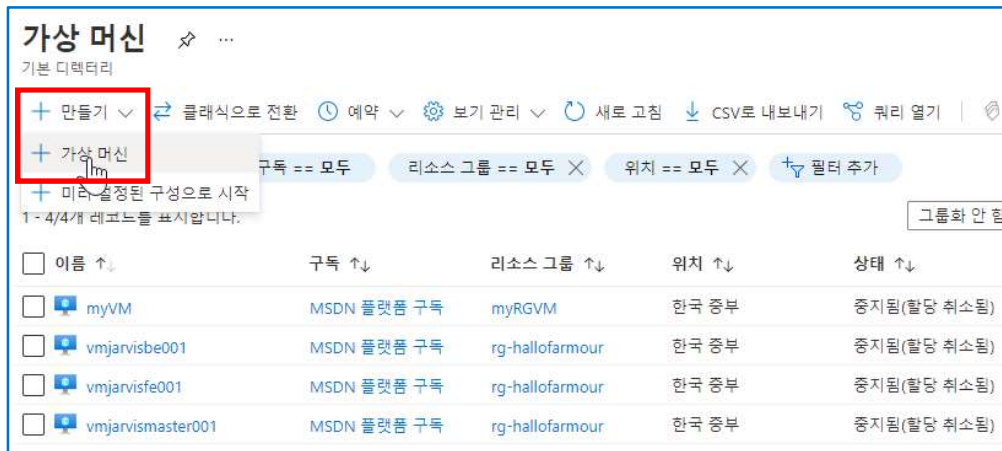 가상 머신 ...
기본 디렉터리
+ 만들기 클래식으로 전환 예약 보기 관리 새로 고침 CSV로 내보내기 쿼리 열기
+ 가상 머신
구독 == 모두 리소스 그룹 == 모두 위치 == 모두 필터 추가
+ 미리 설정된 구성으로 시작
1 - 4/4개 레코드를 표시합니다.
그룹화 안 함
이름 ↑↓ 구독 ↑↓ 리소스 그룹 ↑↓ 위치 ↑↓ 상태 ↑↓
myVM MSDN 플랫폼 구독 myRGVM 한국 중부 중지됨(할당 취소됨)
vmjarvisbe001 MSDN 플랫폼 구독 rg-hallofarmour 한국 중부 중지됨(할당 취소됨)
vmjarvisfe001 MSDN 플랫폼 구독 rg-hallofarmour 한국 중부 중지됨(할당 취소됨)
vmjarvismaster001 MSDN 플랫폼 구독 rg-hallofarmour 한국 중부 중지됨(할당 취소됨)